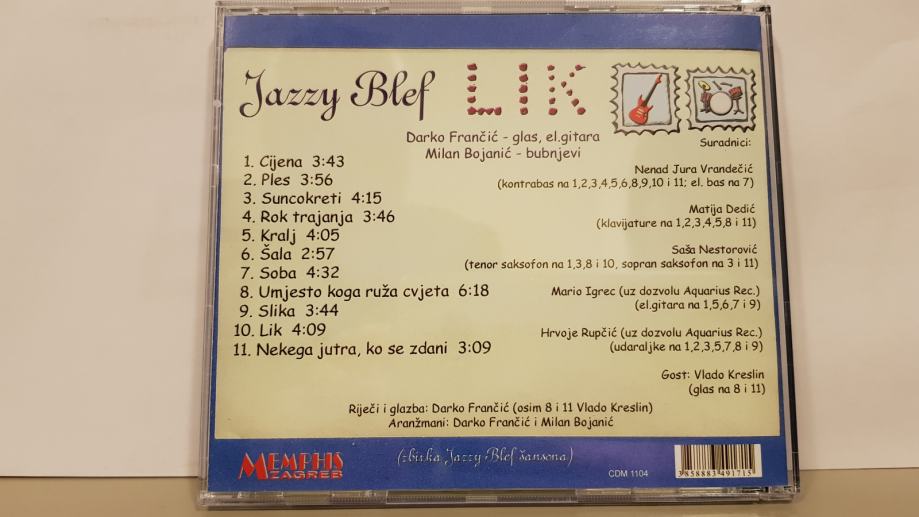 Jazzy Blef LIK
Darko Frančić - glas, el.gitara
Milan Bojanić - bubnjevi
1. Cijena 3:43
2. Ples 3:56
3. Suncokreti 4:15
4. Rok trajanja 3:46
5. Kralj 4:05
6. Šala 2:57
7. Soba 4:32
8. Umjesto koga ruža cvjeta 6:18
9. Slika 3:44
10. Lik 4:09
11. Nekega jutra, ko se zdani 3:09
Suradnici:
Nenad Jura Vrandečić
(kontrabas na 1,2,3,4,5,6,8,9,10 i 11; el. bas na 7)
Matija Dedić
(klavijature na 1,2,3,4,5,8 i 11)
Saša Nestorović
(tenor saksofon na 1,3,8 i 10, sopran saksofon na 3 i 11)
Mario Igrec (uz dozvolu Aquarius Rec.)
(el.gitara na 1,5,6,7 i 9)
Hrvoje Rupčić (uz dozvolu Aquarius Rec.)
(udaraljke na 1,2,3,5,7,8 i 9)
Gost: Vlado Kreslin
(glas na 8 i 11)
Riječi i glazba: Darko Frančić (osim 8 i 11 Vlado Kreslin)
Aranžmani: Darko Frančić i Milan Bojanić
MEMPHIS
ZAGREB
(zbirka Jazzy Blef šansona)
CDM 1104
3 858883 491715